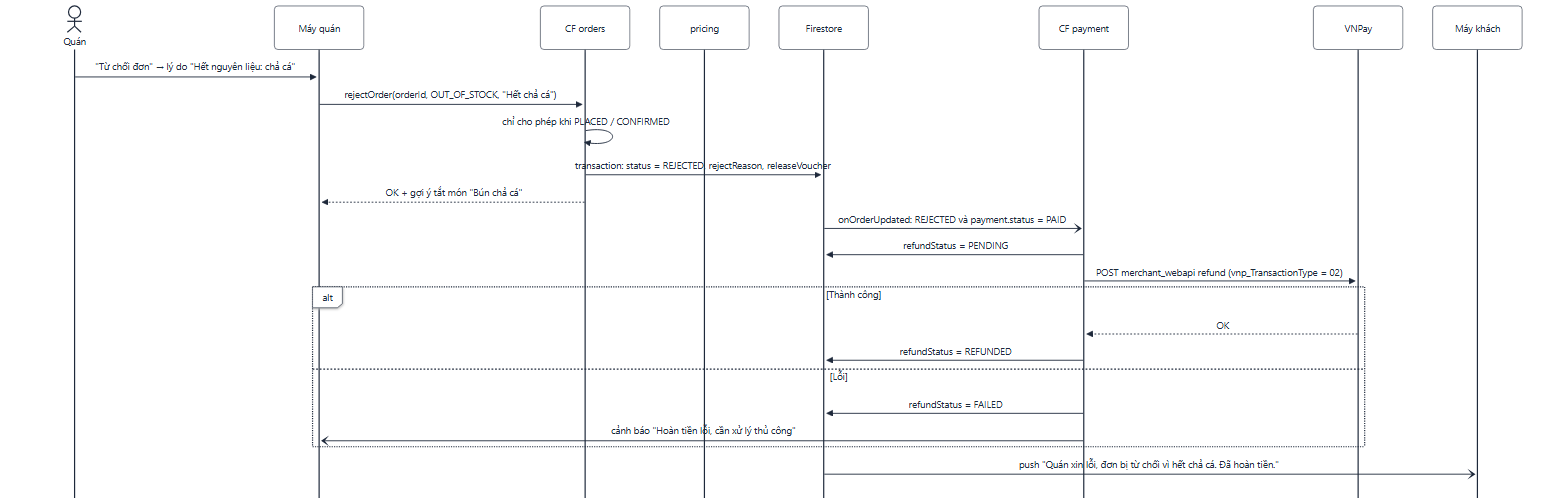 Quán
Máy quán
CF orders
pricing
Firestore
CF payment
VNPay
Máy khách
"Từ chối đơn" → lý do "Hết nguyên liệu: chả cá"
rejectOrder(orderId, OUT_OF_STOCK, "Hết chả cá")
chỉ cho phép khi PLACED / CONFIRMED
transaction: status = REJECTED, rejectReason, releaseVoucher
OK + gợi ý tắt món "Bún chả cá"
onOrderUpdated: REJECTED và payment.status = PAID
refundStatus = PENDING
POST merchant_webapi refund (vnp_TransactionType = 02)
alt
[Thành công]
OK
refundStatus = REFUNDED
[Lỗi]
refundStatus = FAILED
cảnh báo "Hoàn tiền lỗi, cần xử lý thủ công"
push "Quán xin lỗi, đơn bị từ chối vì hết chả cá. Đã hoàn tiền."